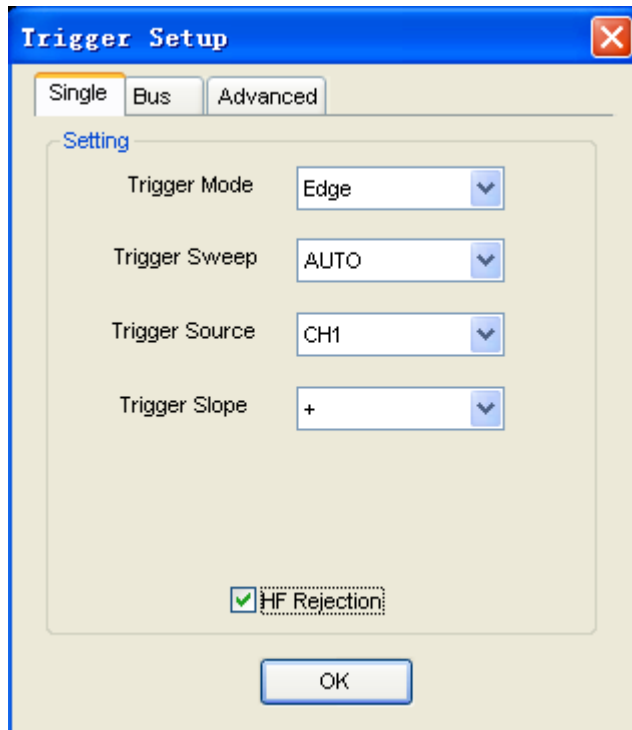 Trigger Setup
Single Bus Advanced
Setting
Trigger Mode Edge
Trigger Sweep AUTO
Trigger Source CH1
Trigger Slope +
HF Rejection
OK